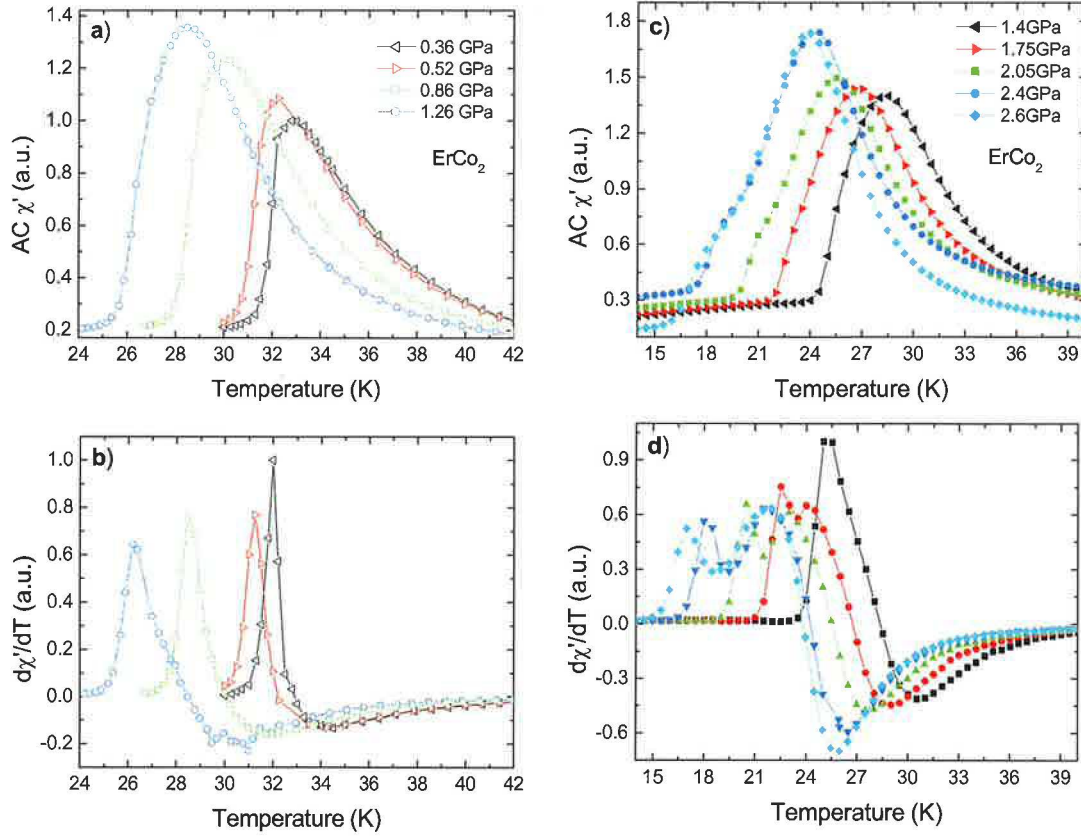 a)
1.4
1.2
1.0
0.8
0.6
0.4
0.2
AC χ' (a.u.)
0.36 GPa
0.52 GPa
0.86 GPa
1.26 GPa
ErCo₂
24 26 28 30 32 34 36 38 40 42
Temperature (K)
c)
1.8
1.5
1.2
0.9
0.6
0.3
AC χ' (a.u.)
1.4GPa
1.75GPa
2.05GPa
2.4GPa
2.6GPa
ErCo₂
15 18 21 24 27 30 33 36 39
Temperature (K)
b)
1.0
0.8
0.6
0.4
0.2
0.0
-0.2
dχ'/dT (a.u.)
24 26 28 30 32 34 36 38 40 42
Temperature (K)
d)
0.9
0.6
0.3
0.0
-0.3
-0.6
dχ'/dT (a.u.)
15 18 21 24 27 30 33 36 39
Temperature (K)